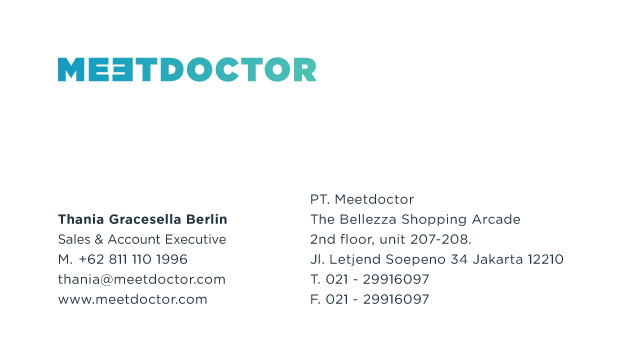 MEETDOCTOR
Thania Gracesella Berlin
Sales & Account Executive
M. +62 811 110 1996
thania@meetdoctor.com
www.meetdoctor.com
PT. Meetdoctor
The Bellezza Shopping Arcade
2nd floor, unit 207-208.
Jl. Letjend Soepeno 34 Jakarta 12210
T. 021 - 29916097
F. 021 - 29916097